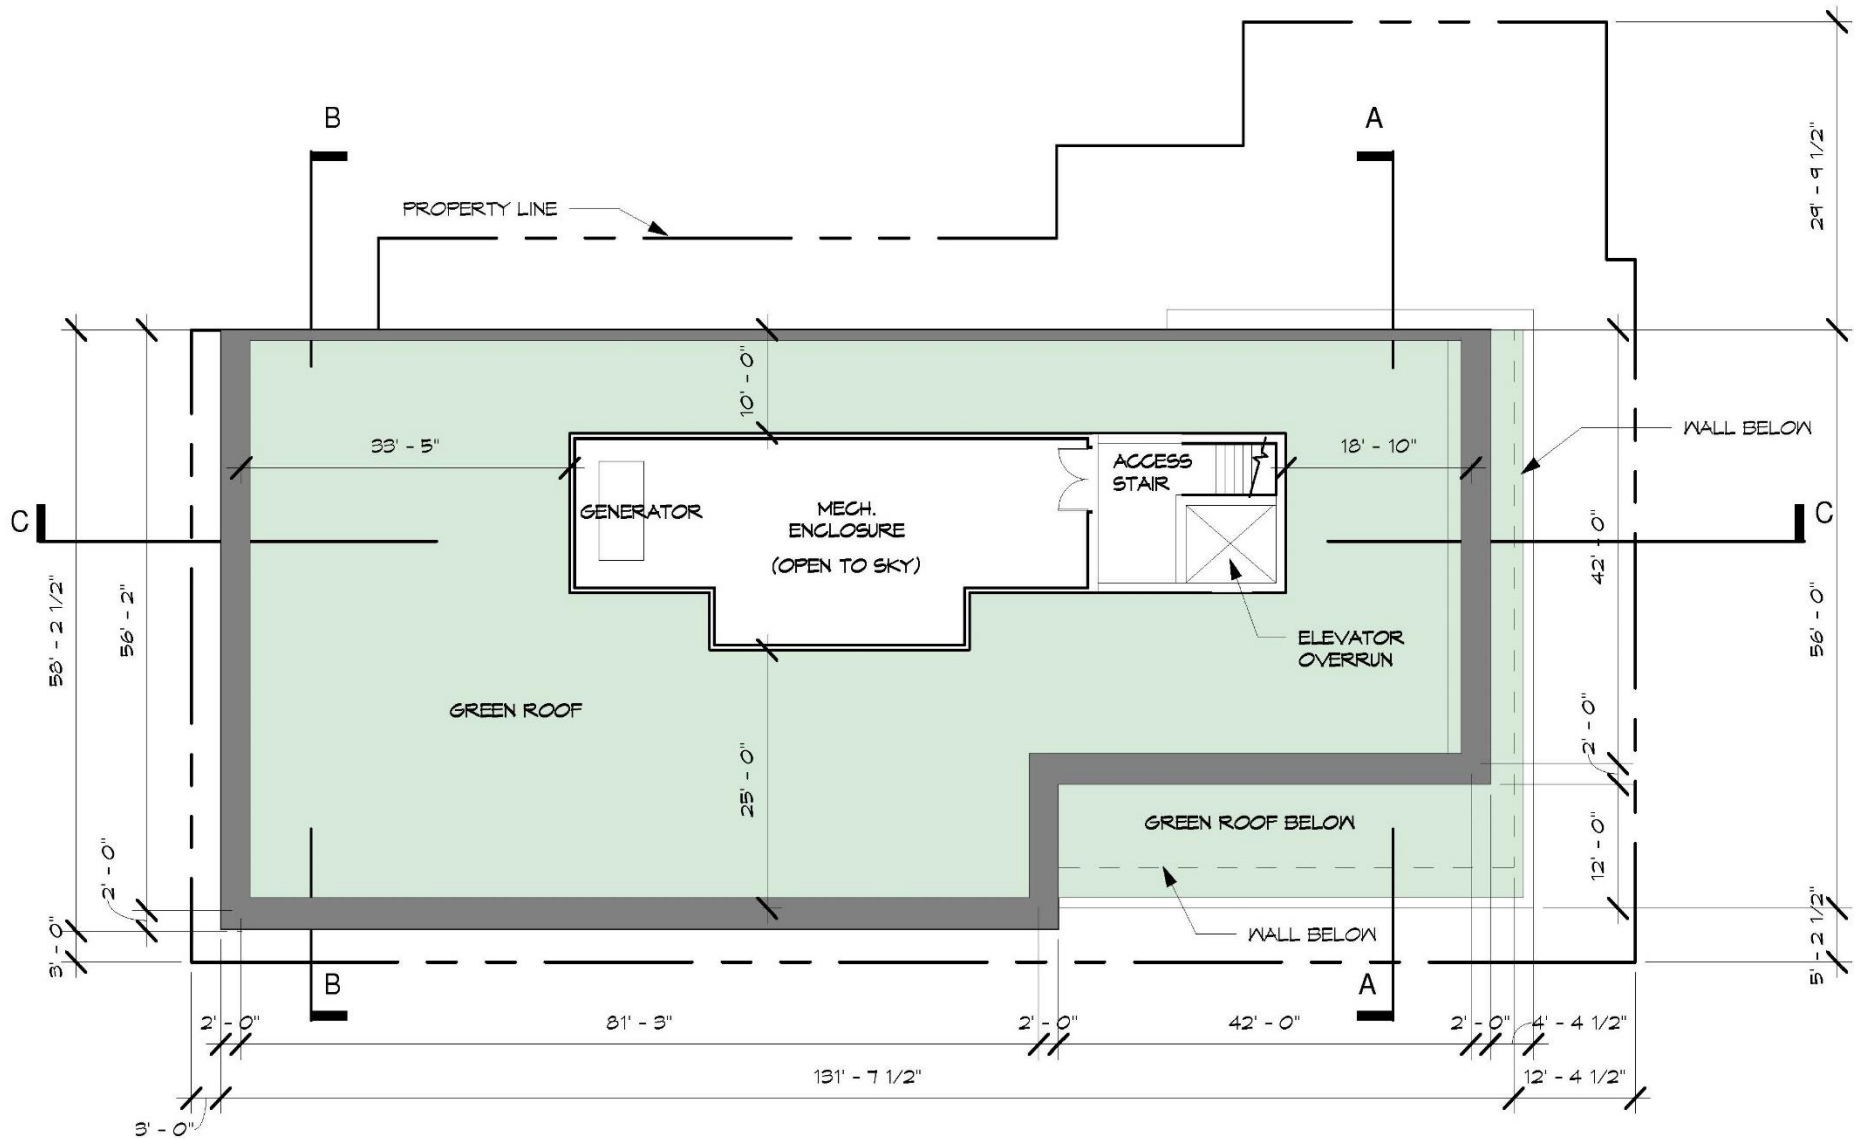 B
A
PROPERTY LINE
29' - 9 1/2"
10' - 0"
33' - 5"
18' - 10"
WALL BELOW
ACCESS
STAIR
C
GENERATOR
MECH.
ENCLOSURE
(OPEN TO SKY)
C
42' - 0"
58' - 2 1/2"
56' - 2"
56' - 0"
ELEVATOR
OVERRUN
GREEN ROOF
2' - 0"
25' - 0"
GREEN ROOF BELOW
12' - 0"
2' - 0"
3' - 0"
WALL BELOW
5' - 2 1/2"
B
A
2' - 0"
81' - 3"
2' - 0"
42' - 0"
2' - 0"
4' - 4 1/2"
131' - 7 1/2"
12' - 4 1/2"
3' - 0"